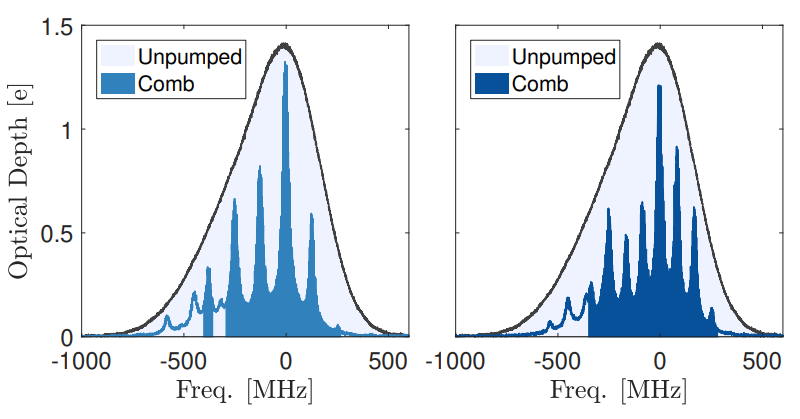 1.5
1
0.5
0
Optical Depth [e]
Unpumped
Comb
-1000
-500
0
500
Freq. [MHz]
Unpumped
Comb
-1000
-500
0
500
Freq. [MHz]